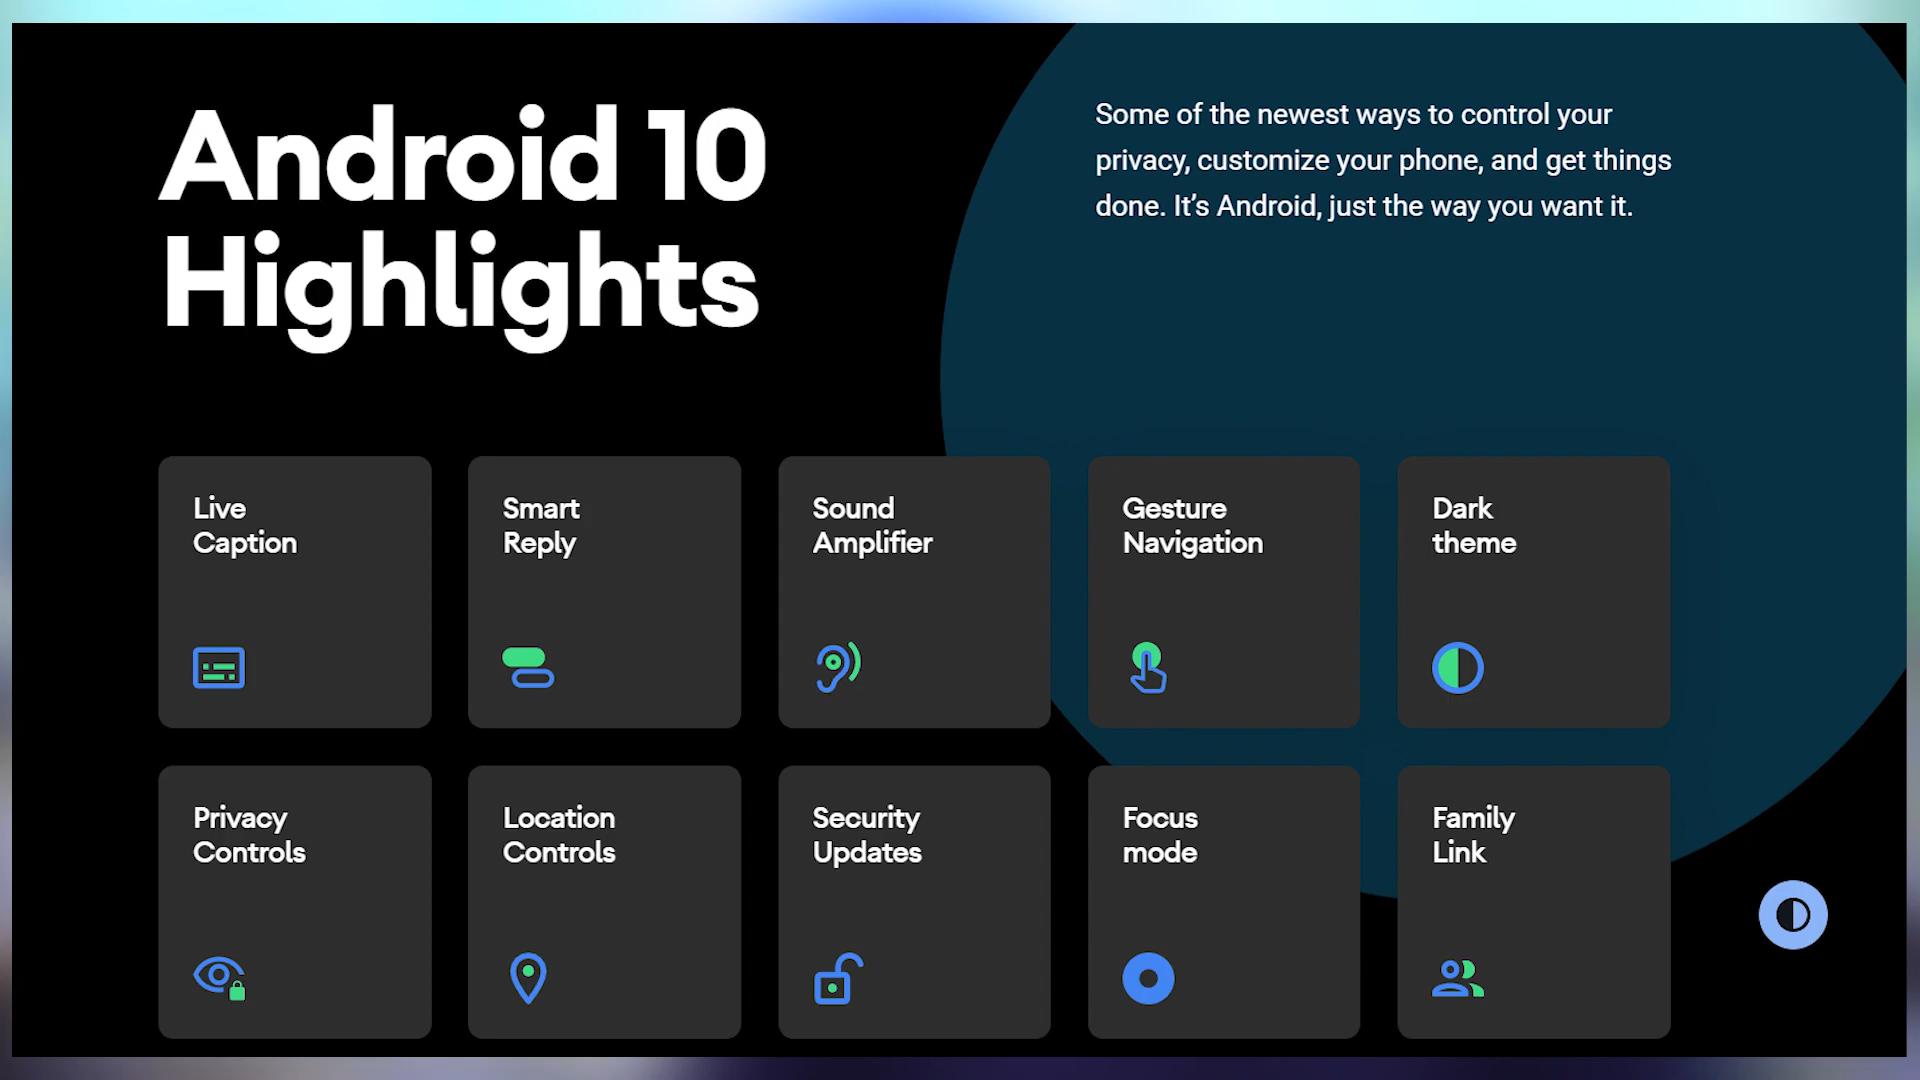 Android 10
Highlights
Some of the newest ways to control your
privacy, customize your phone, and get things
done. It’s Android, just the way you want it.
Live
Caption
Smart
Reply
Sound
Amplifier
Gesture
Navigation
Dark
theme
Privacy
Controls
Location
Controls
Security
Updates
Focus
mode
Family
Link